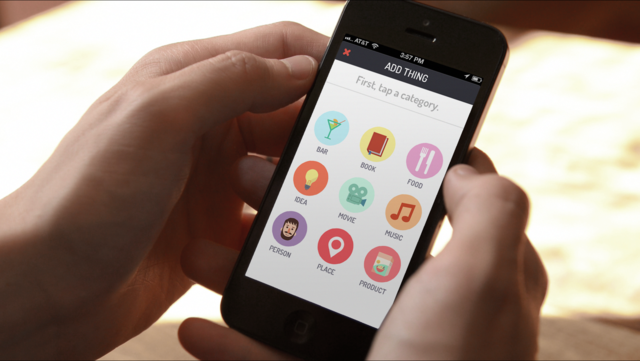 AT&T 3:57 PM
ADD THING
First, tap a category.
BAR BOOK FOOD
IDEA MOVIE MUSIC
PERSON PLACE PRODUCT